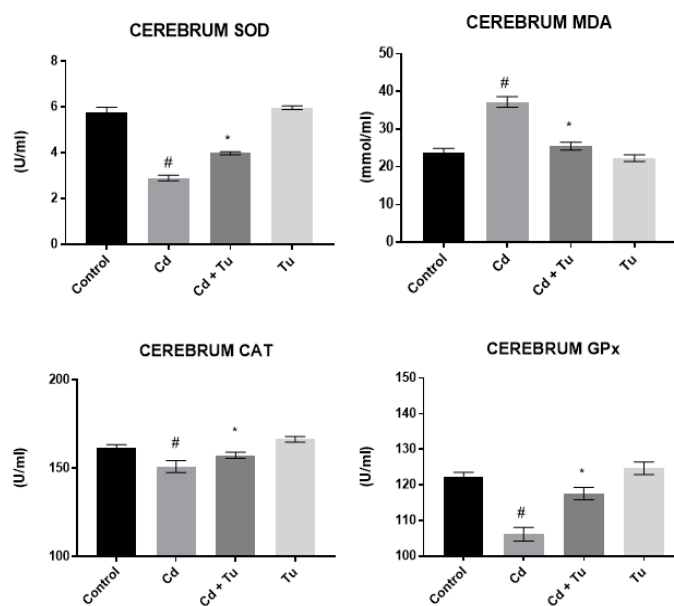 CEREBRUM SOD
(U/ml)
8
6
4
2
0
#
*
Control
Cd
Cd + Tu
Tu
CEREBRUM MDA
(mmol/ml)
50
40
30
20
10
0
#
*
Control
Cd
Cd + Tu
Tu
CEREBRUM CAT
(U/ml)
200
150
100
#
*
Control
Cd
Cd + Tu
Tu
CEREBRUM GPx
(U/ml)
150
140
130
120
110
100
#
*
Control
Cd
Cd + Tu
Tu